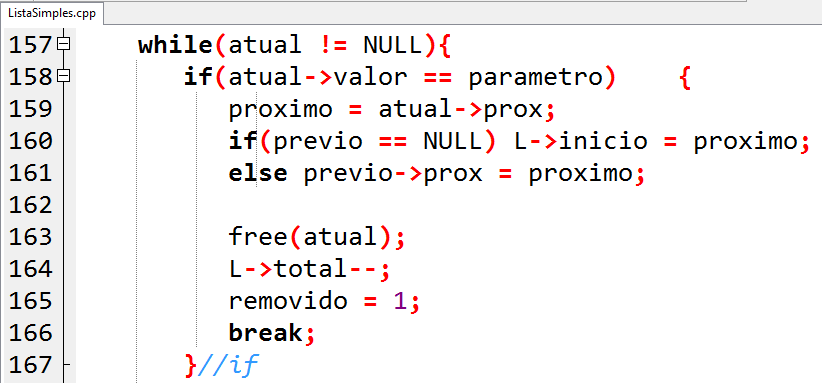 ListaSimples.cpp
157 while(atual != NULL){
158 if(atual->valor == parametro) {
159 proximo = atual->prox;
160 if(previo == NULL) L->inicio = proximo;
161 else previo->prox = proximo;
162
163 free(atual);
164 L->total--;
165 removido = 1;
166 break;
167 }//if